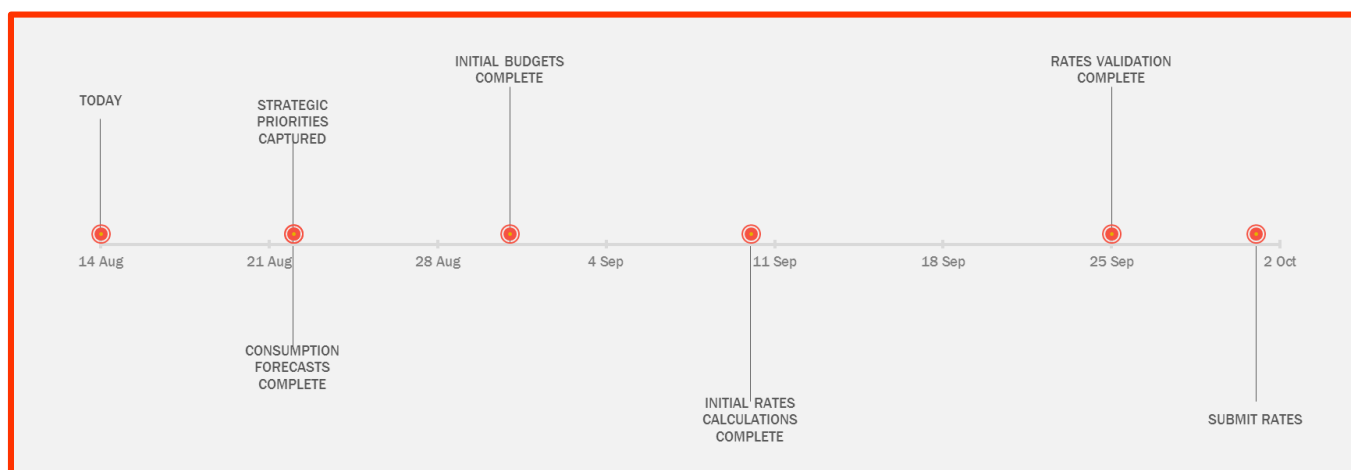 INITIAL BUDGETS
COMPLETE
RATES VALIDATION
COMPLETE
TODAY
STRATEGIC
PRIORITIES
CAPTURED
14 Aug
21 Aug
28 Aug
4 Sep
11 Sep
18 Sep
25 Sep
2 Oct
CONSUMPTION
FORECASTS
COMPLETE
INITIAL RATES
CALCULATIONS
COMPLETE
SUBMIT RATES